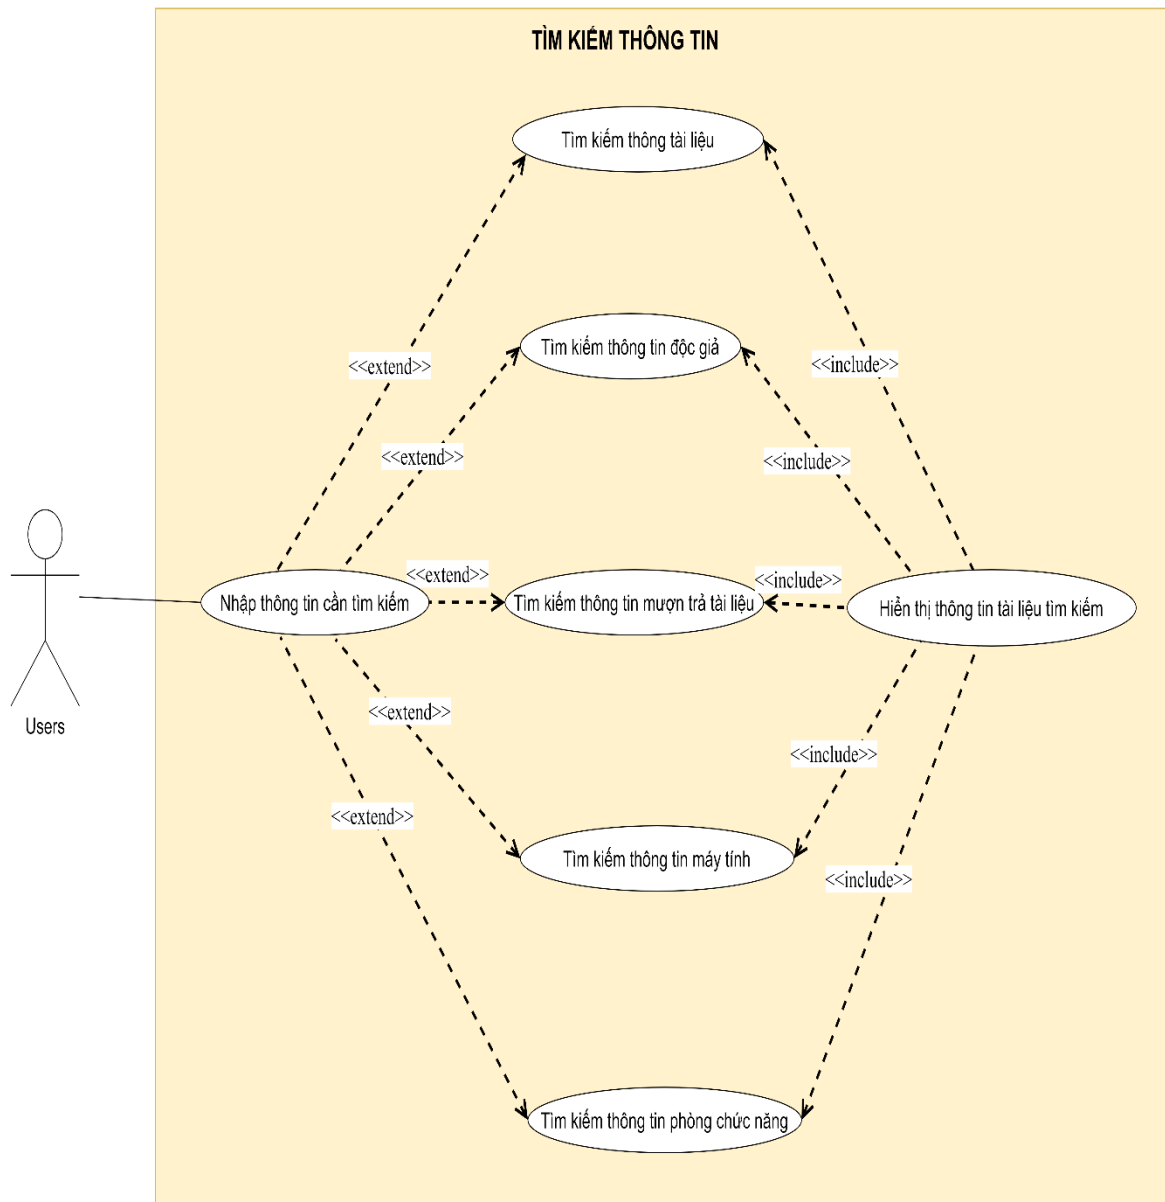 TÌM KIẾM THÔNG TIN
Tìm kiếm thông tài liệu
Tìm kiếm thông tin độc giả
<<extend>>
<<include>>
<<extend>>
<<include>>
<<extend>>
<<include>>
Nhập thông tin cần tìm kiếm
Tìm kiếm thông tin mượn trả tài liệu
Hiển thị thông tin tài liệu tìm kiếm
<<extend>>
Users
<<include>>
<<extend>>
Tìm kiếm thông tin máy tính
<<include>>
Tìm kiếm thông tin phòng chức năng